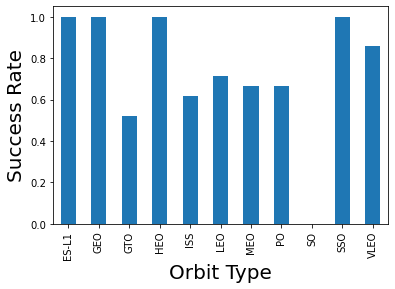 Success Rate
1.0
0.8
0.6
0.4
0.2
0.0
ES-L1
GEO
GTO
HEO
ISS
LEO
MEO
PO
SO
SSO
VLEO
Orbit Type